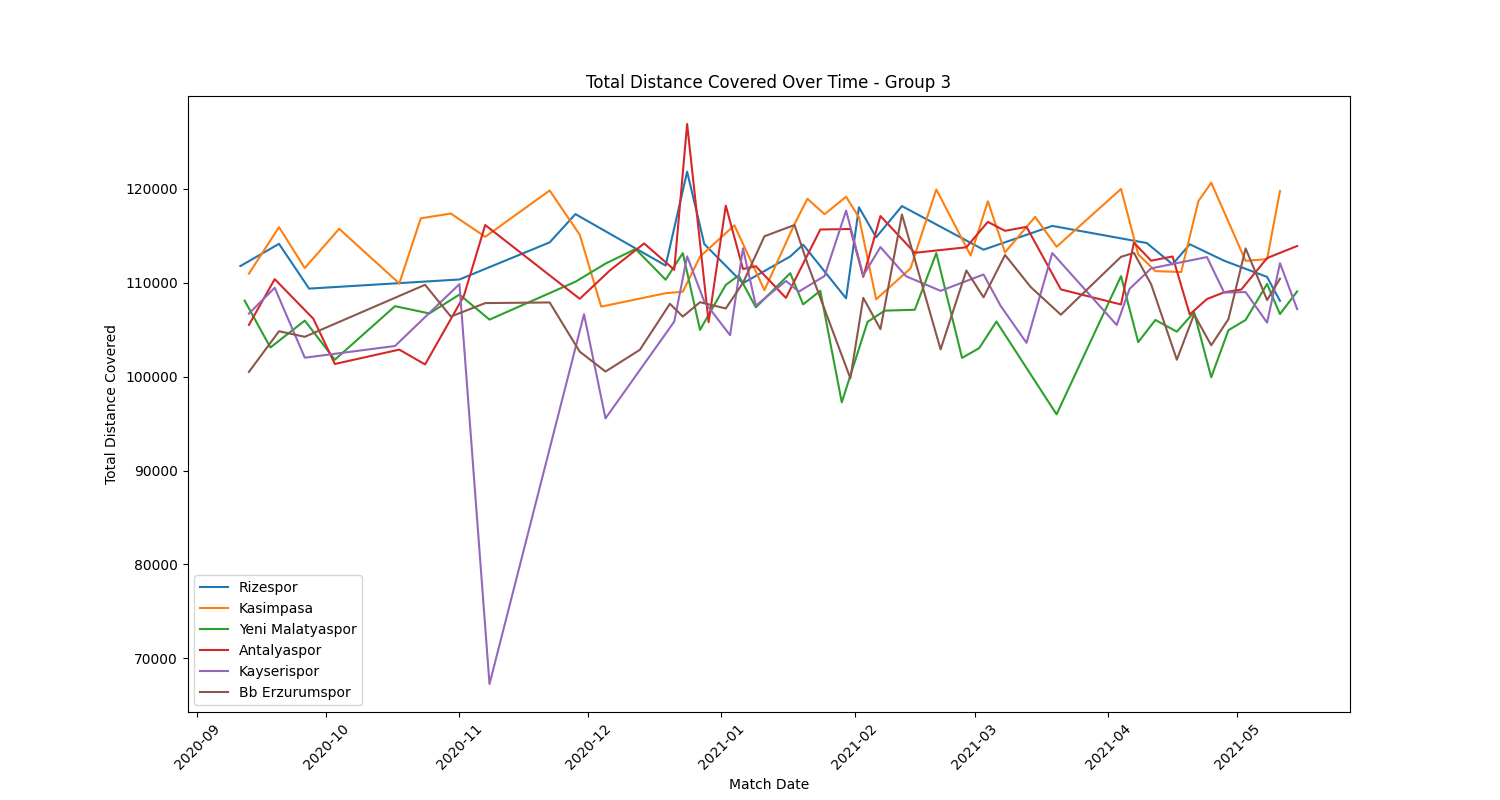 Total Distance Covered Over Time - Group 3
Total Distance Covered
120000
110000
100000
90000
80000
70000
Rizespor
Kasimpasa
Yeni Malatyaspor
Antalyaspor
Kayserispor
Bb Erzurumspor
2020-09
2020-10
2020-11
2020-12
2021-01
2021-02
2021-03
2021-04
2021-05
Match Date